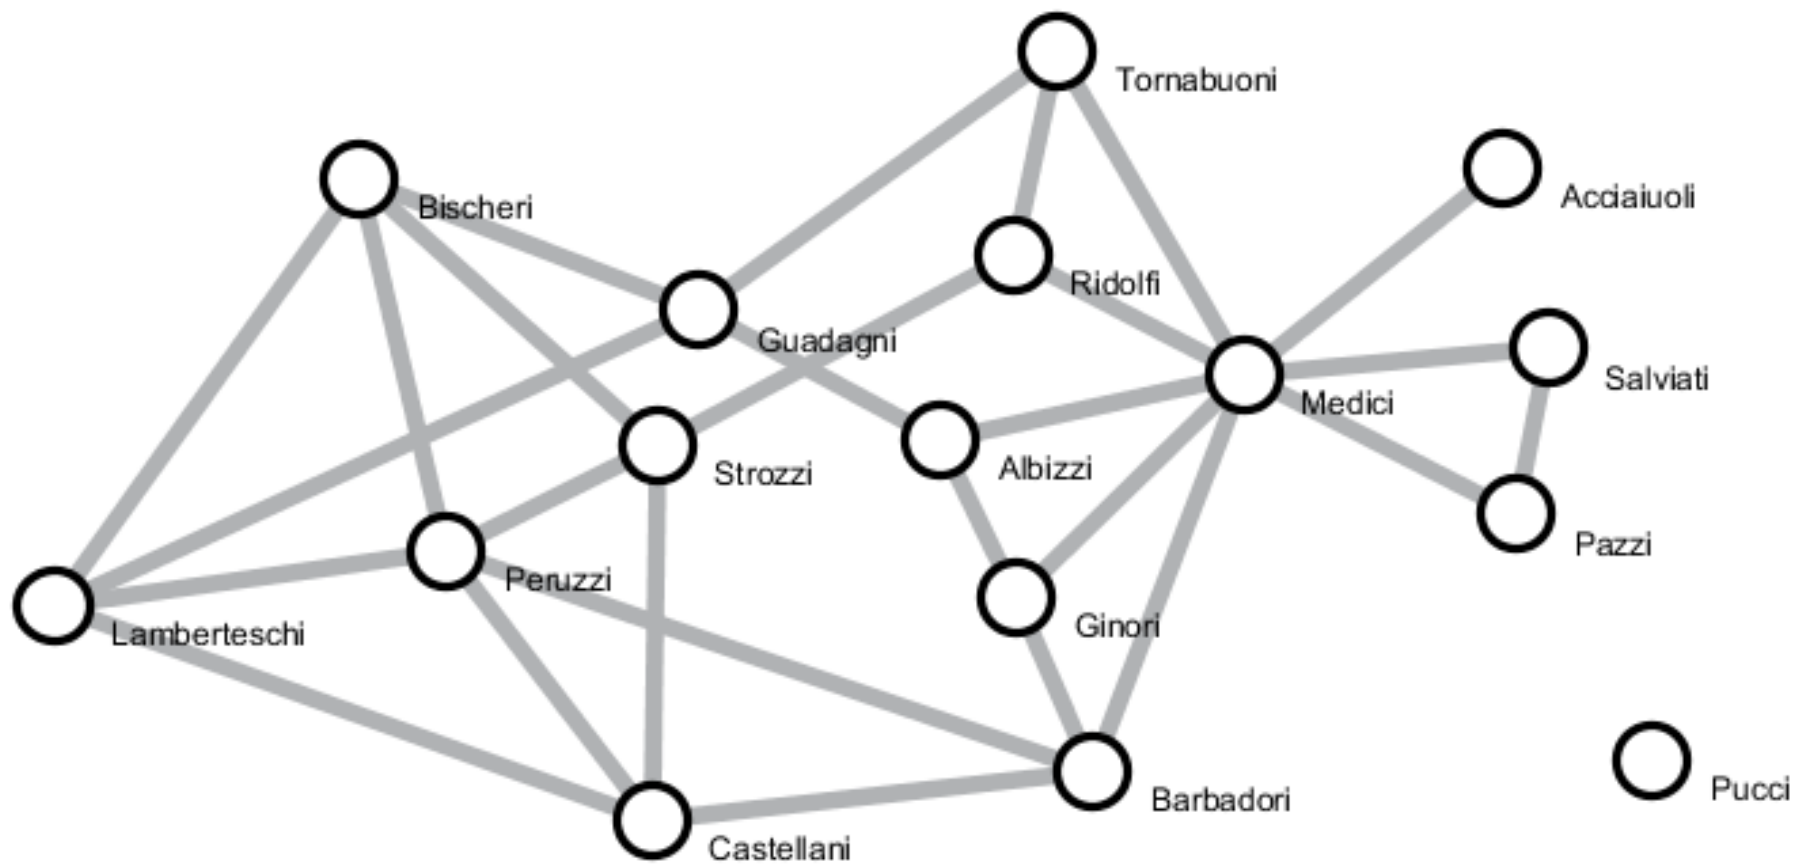 Tornabuoni
Acciaiuoli
Bischeri
Ridolfi
Guadagni
Salviati
Medici
Strozzi
Albizzi
Pazzi
Peruzzi
Ginori
Lamberteschi
Pucci
Barbadori
Castellani